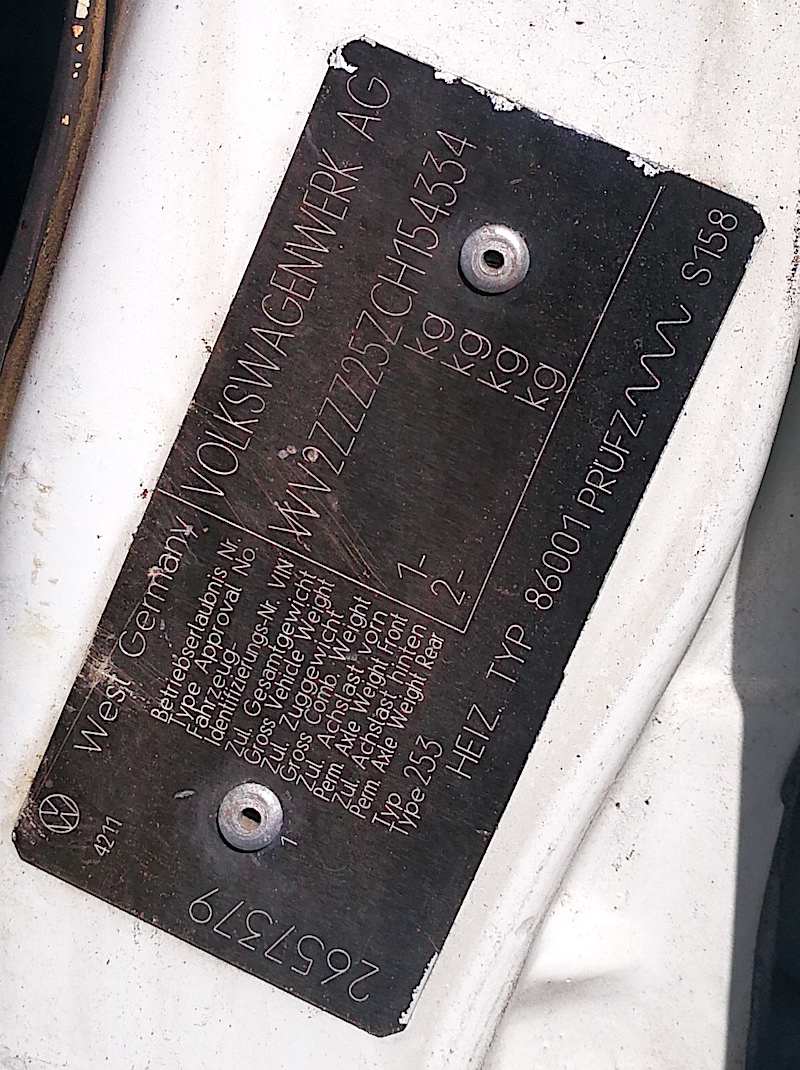 West Germany VOLKSWAGENWERK AG
Betriebserlaubnis Nr.
Type Approval No.
Fahrzeug-
Identifizierungs-Nr. VIN WV2ZZZ25ZCH154334
Zul. Gesamtgewicht kg
Gross Vehicle Weight
Zul. Zuggewicht kg
Gross Comb. Weight
Zul. Achslast vorn 1- kg
Perm. Axle Weight Front
Zul. Achslast hinten 2- kg
Perm. Axle Weight Rear
Typ
Type 253
HEIZ. TYP 86001 PRÜFZ. S158
4211
1
2657379